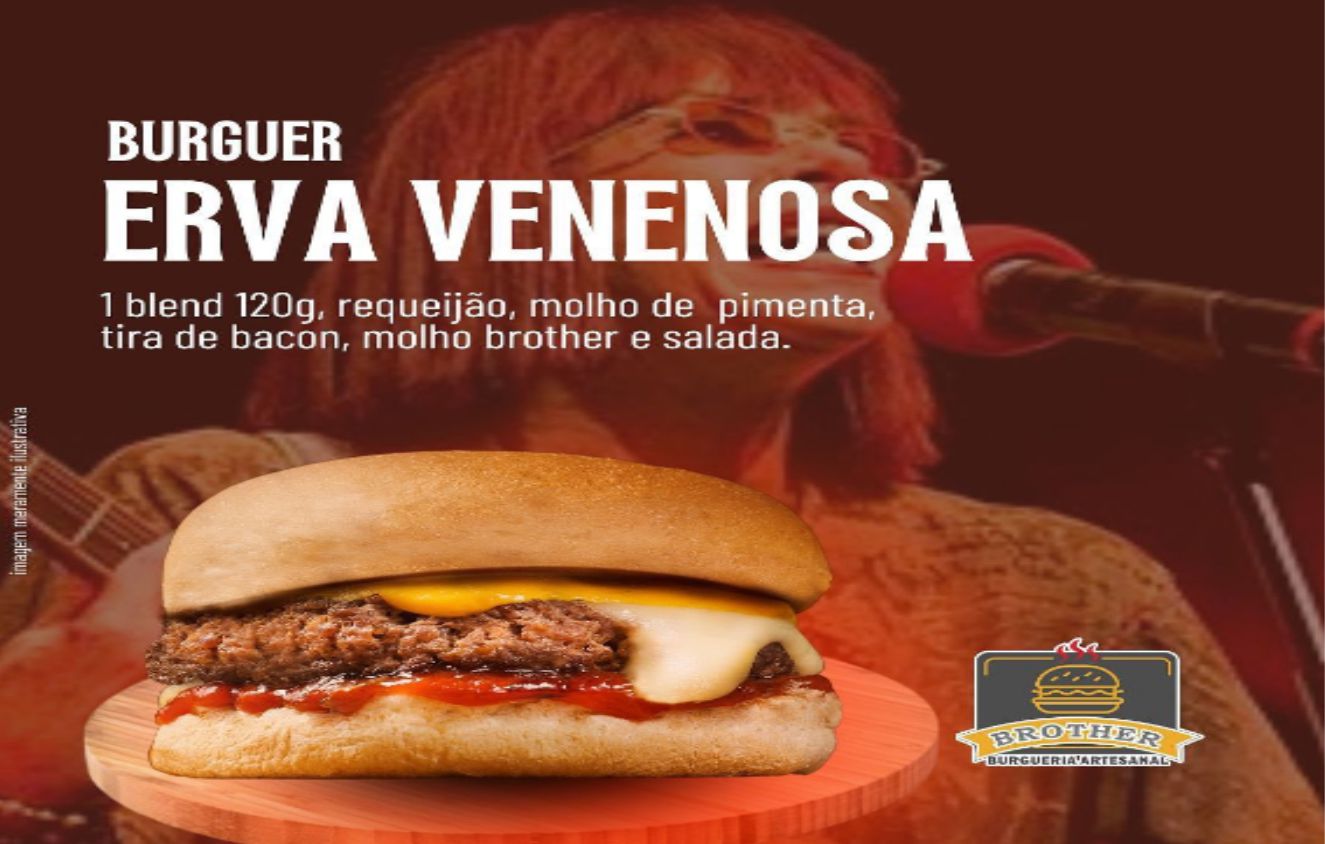 BURGUER
ERVA VENENOSA
1 blend 120g, requeijão, molho de pimenta,
tira de bacon, molho brother e salada.
imagem meramente ilustrativa
BROTHER
BURGUERIA ARTESANAL